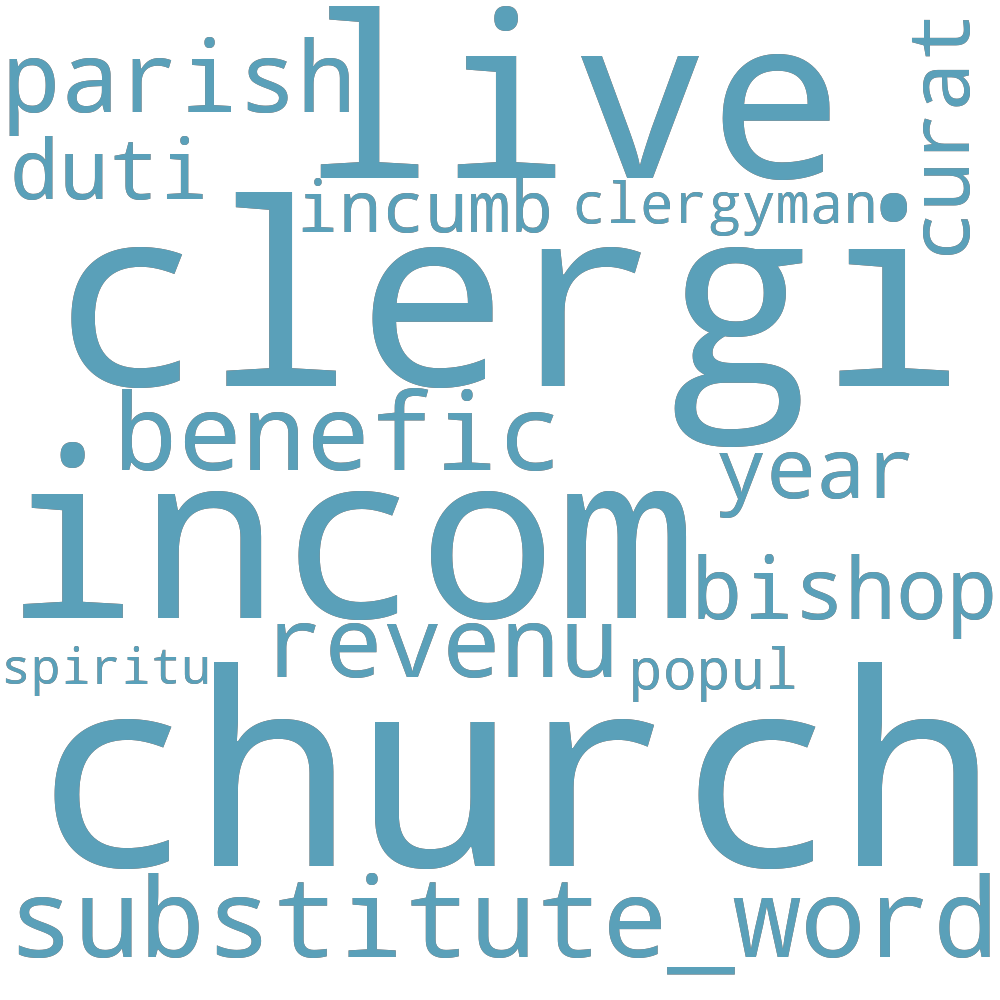 parish
live
curat
duti
incumb
clergyman
clergi
benefic
year
incom
bishop
revenu
spiritu
popul
church
substitute_word